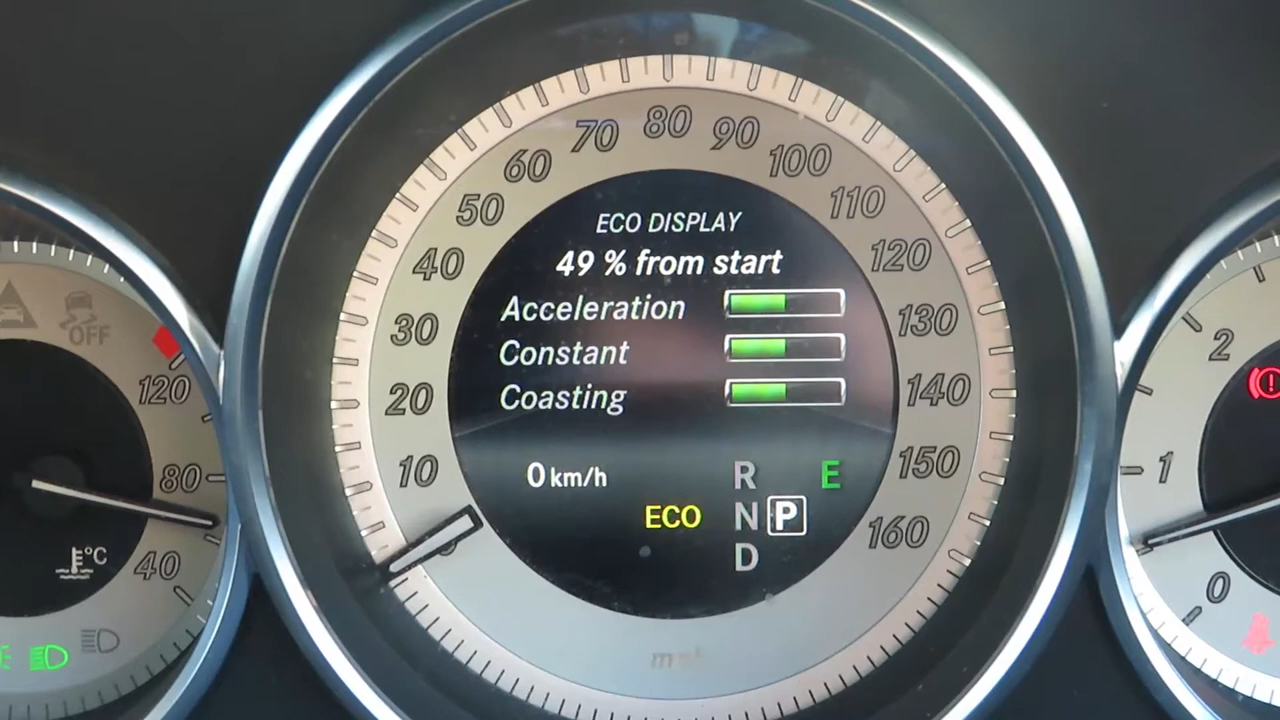 ECO DISPLAY
49 % from start
Acceleration
Constant
Coasting
0 km/h
R
E
ECO
N
P
D
10
20
30
40
50
60
70
80
90
100
110
120
130
140
150
160
OFF
120
80
40
°C
2
1
0